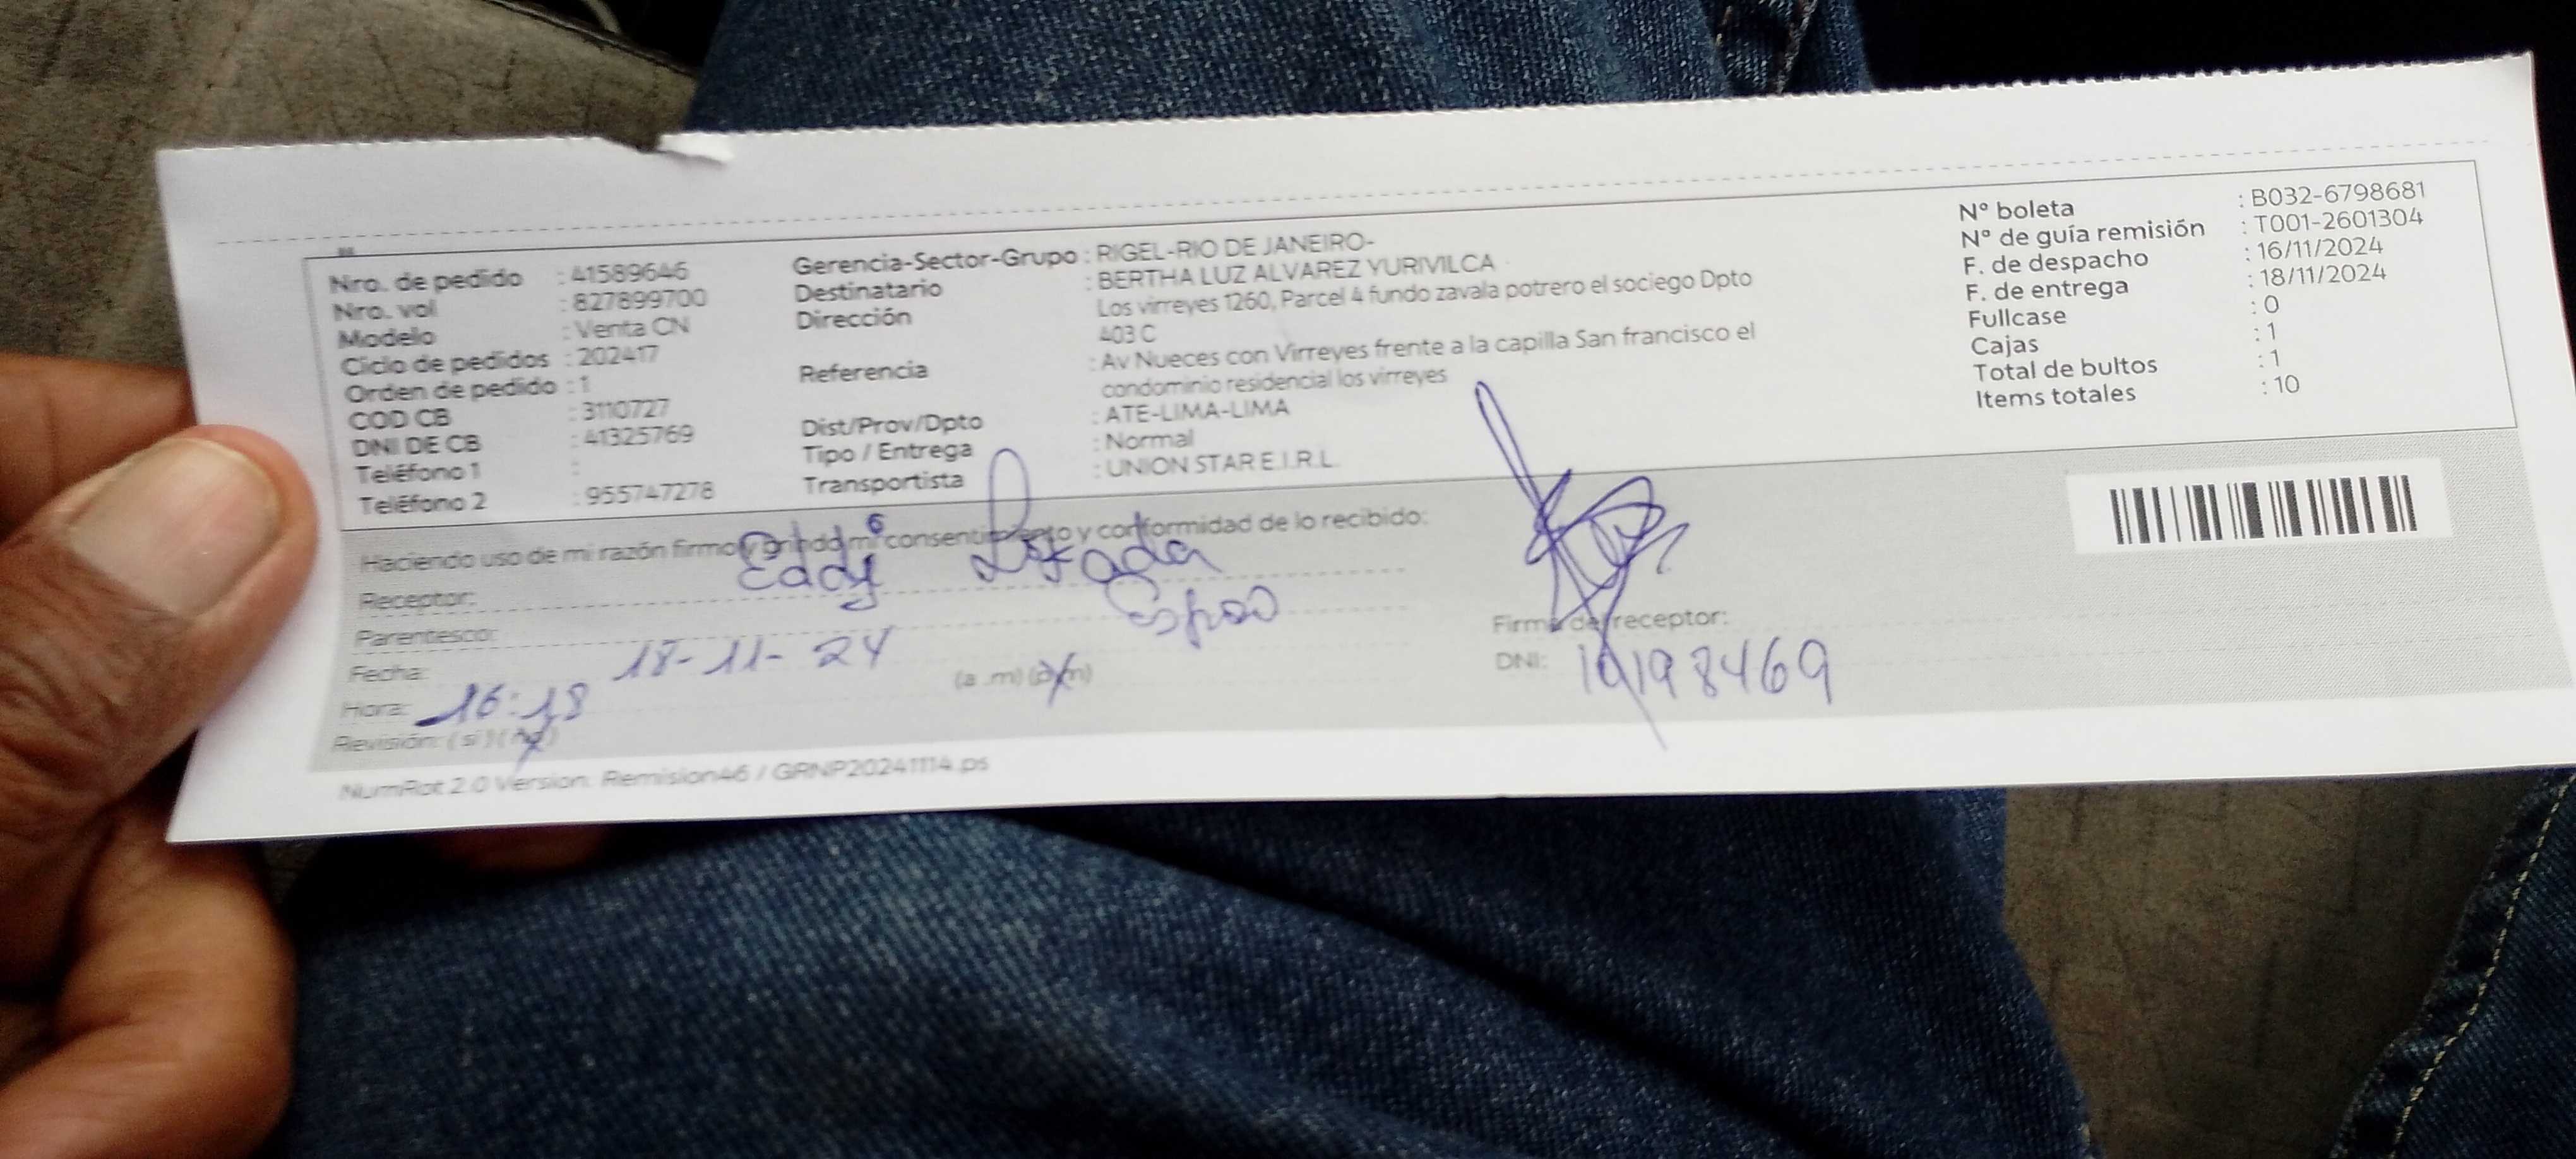 Nro. de pedido : 41589646
Nro. vol : 827899700
Modelo : Venta CN
Ciclo de pedidos : 202417
Orden de pedido : 1
COD CB : 3110727
DNI DE CB : 41325769
Teléfono 1 :
Teléfono 2 : 955747278
Gerencia-Sector-Grupo : RIGEL-RIO DE JANEIRO-
Destinatario : BERTHA LUZ ALVAREZ YURIVILCA
Dirección Los virreyes 1260, Parcel 4 fundo zavala potrero el sociego Dpto
403 C
Referencia : Av Nueces con Virreyes frente a la capilla San francisco el
condominio residencial los virreyes
Dist/Prov/Dpto : ATE-LIMA-LIMA
Tipo / Entrega : Normal
Transportista : UNION STAR E.I.R.L.
N° boleta : B032-6798681
N° de guía remisión : T001-2601304
F. de despacho : 16/11/2024
F. de entrega : 18/11/2024
Fullcase : 0
Cajas : 1
Total de bultos : 1
Items totales : 10
Haciendo uso de mi razón firmo y brindo mi consentimiento y conformidad de lo recibido:
Receptor: Eddy
Parentesco:
Fecha: 18-11-24
Hora: 16:18 (a .m) (p.m)
Revisión: ( si ) ( no )
Firma de receptor:
DNI: 10198469
NumRot 2.0 Version: Remision46 / GRNP20241114.ps